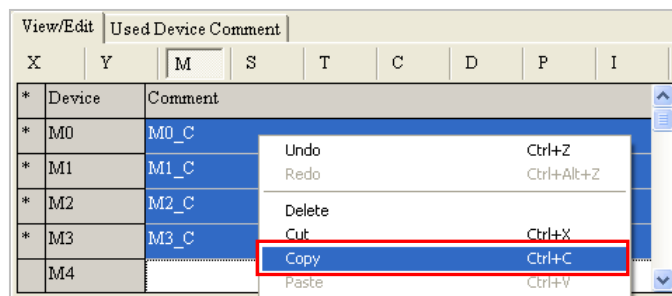 View/Edit Used Device Comment
X Y M S T C D P I
* Device Comment
* M0 M0_C
* M1 M1_C
* M2 M2_C
* M3 M3_C
M4
Undo Ctrl+Z
Redo Ctrl+Alt+Z
Delete
Cut Ctrl+X
Copy Ctrl+C
Paste Ctrl+V